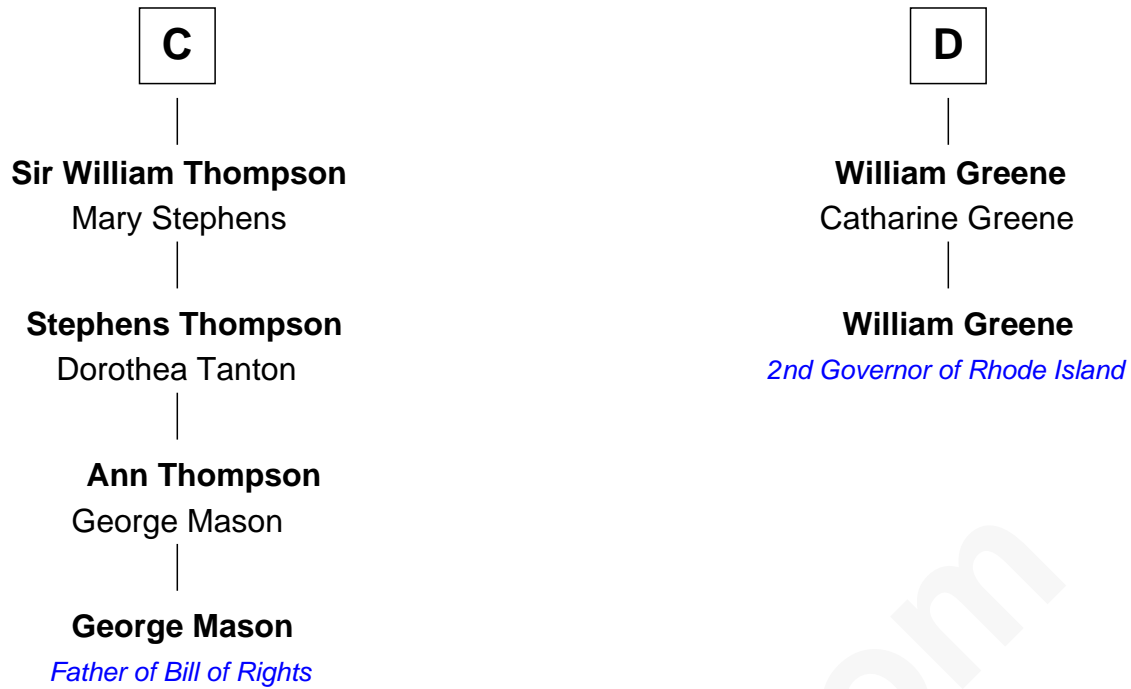 C
Sir William Thompson
Mary Stephens
Stephens Thompson
Dorothea Tanton
Ann Thompson
George Mason
George Mason
Father of Bill of Rights
D
William Greene
Catharine Greene
William Greene
2nd Governor of Rhode Island
om